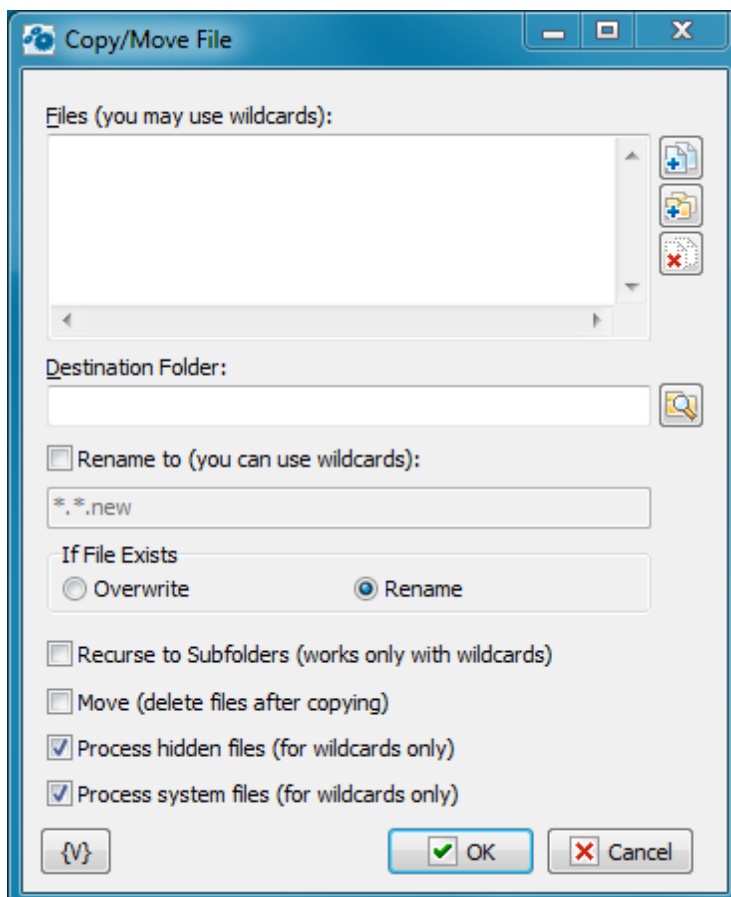 Copy/Move File
Files (you may use wildcards):
Destination Folder:
Rename to (you can use wildcards):
*.*.new
If File Exists
Overwrite Rename
Recurse to Subfolders (works only with wildcards)
Move (delete files after copying)
Process hidden files (for wildcards only)
Process system files (for wildcards only)
{V} OK Cancel